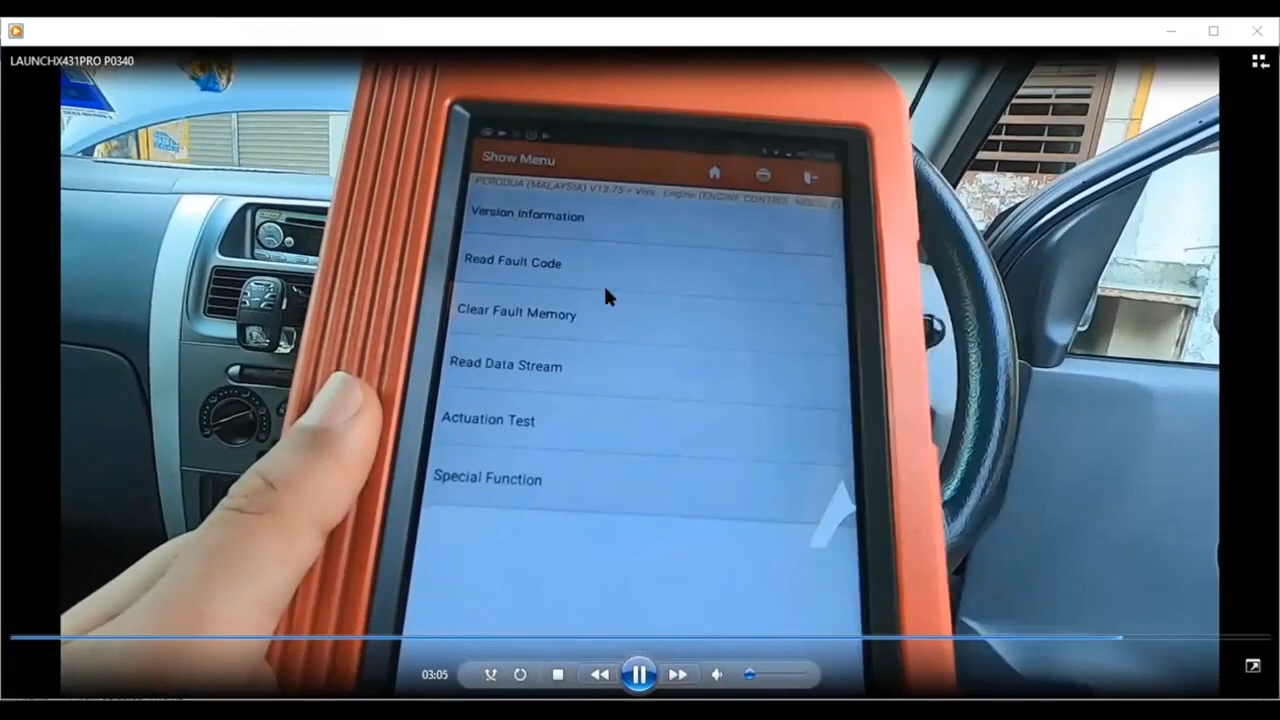 LAUNCHX431PRO P0340
Show Menu
PERODUA (MALAYSIA) V13.75 > Viva Engine (ENGINE CONTROL
Version Information
Read Fault Code
Clear Fault Memory
Read Data Stream
Actuation Test
Special Function
03:05